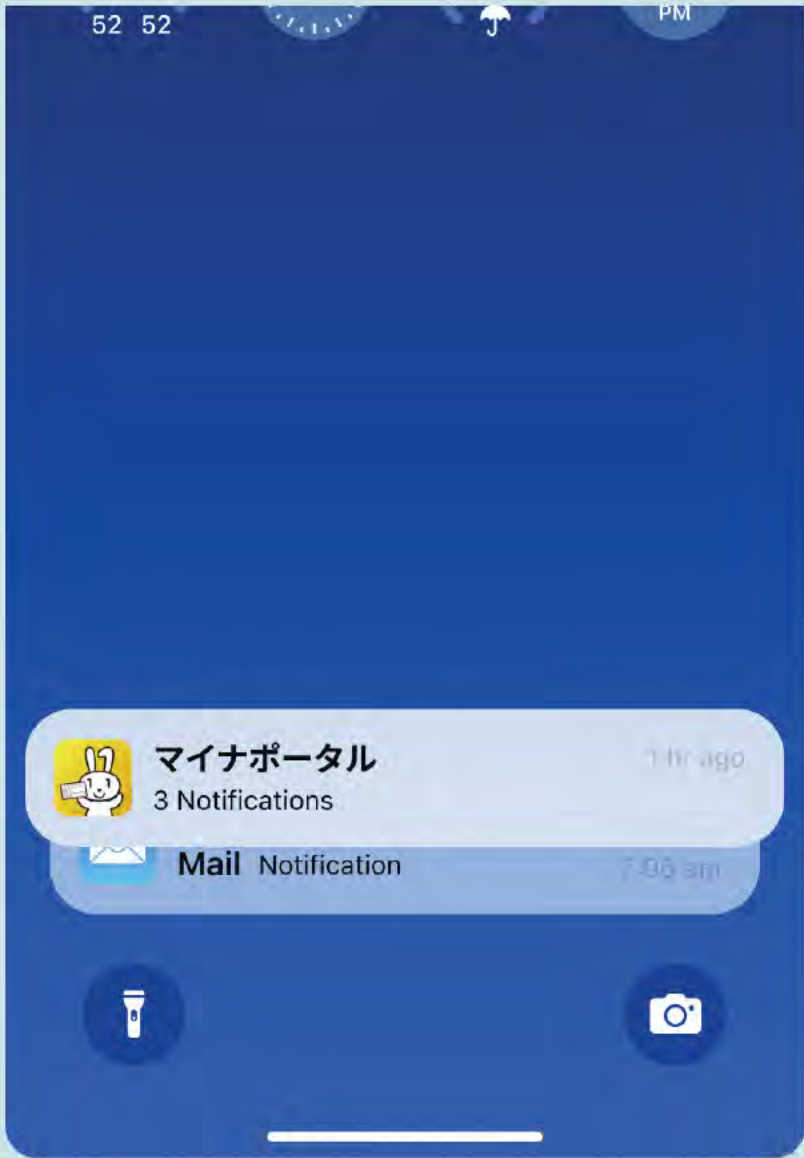 52 52
PM
マイナポータル
1 hr ago
3 Notifications
Mail Notification
7:06 am